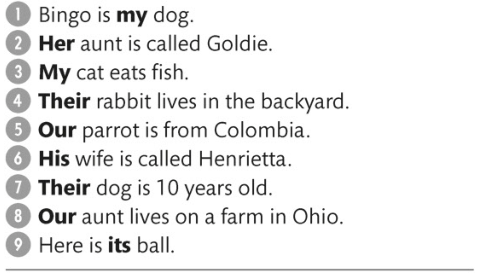 1 Bingo is my dog.
2 Her aunt is called Goldie.
3 My cat eats fish.
4 Their rabbit lives in the backyard.
5 Our parrot is from Colombia.
6 His wife is called Henrietta.
7 Their dog is 10 years old.
8 Our aunt lives on a farm in Ohio.
9 Here is its ball.